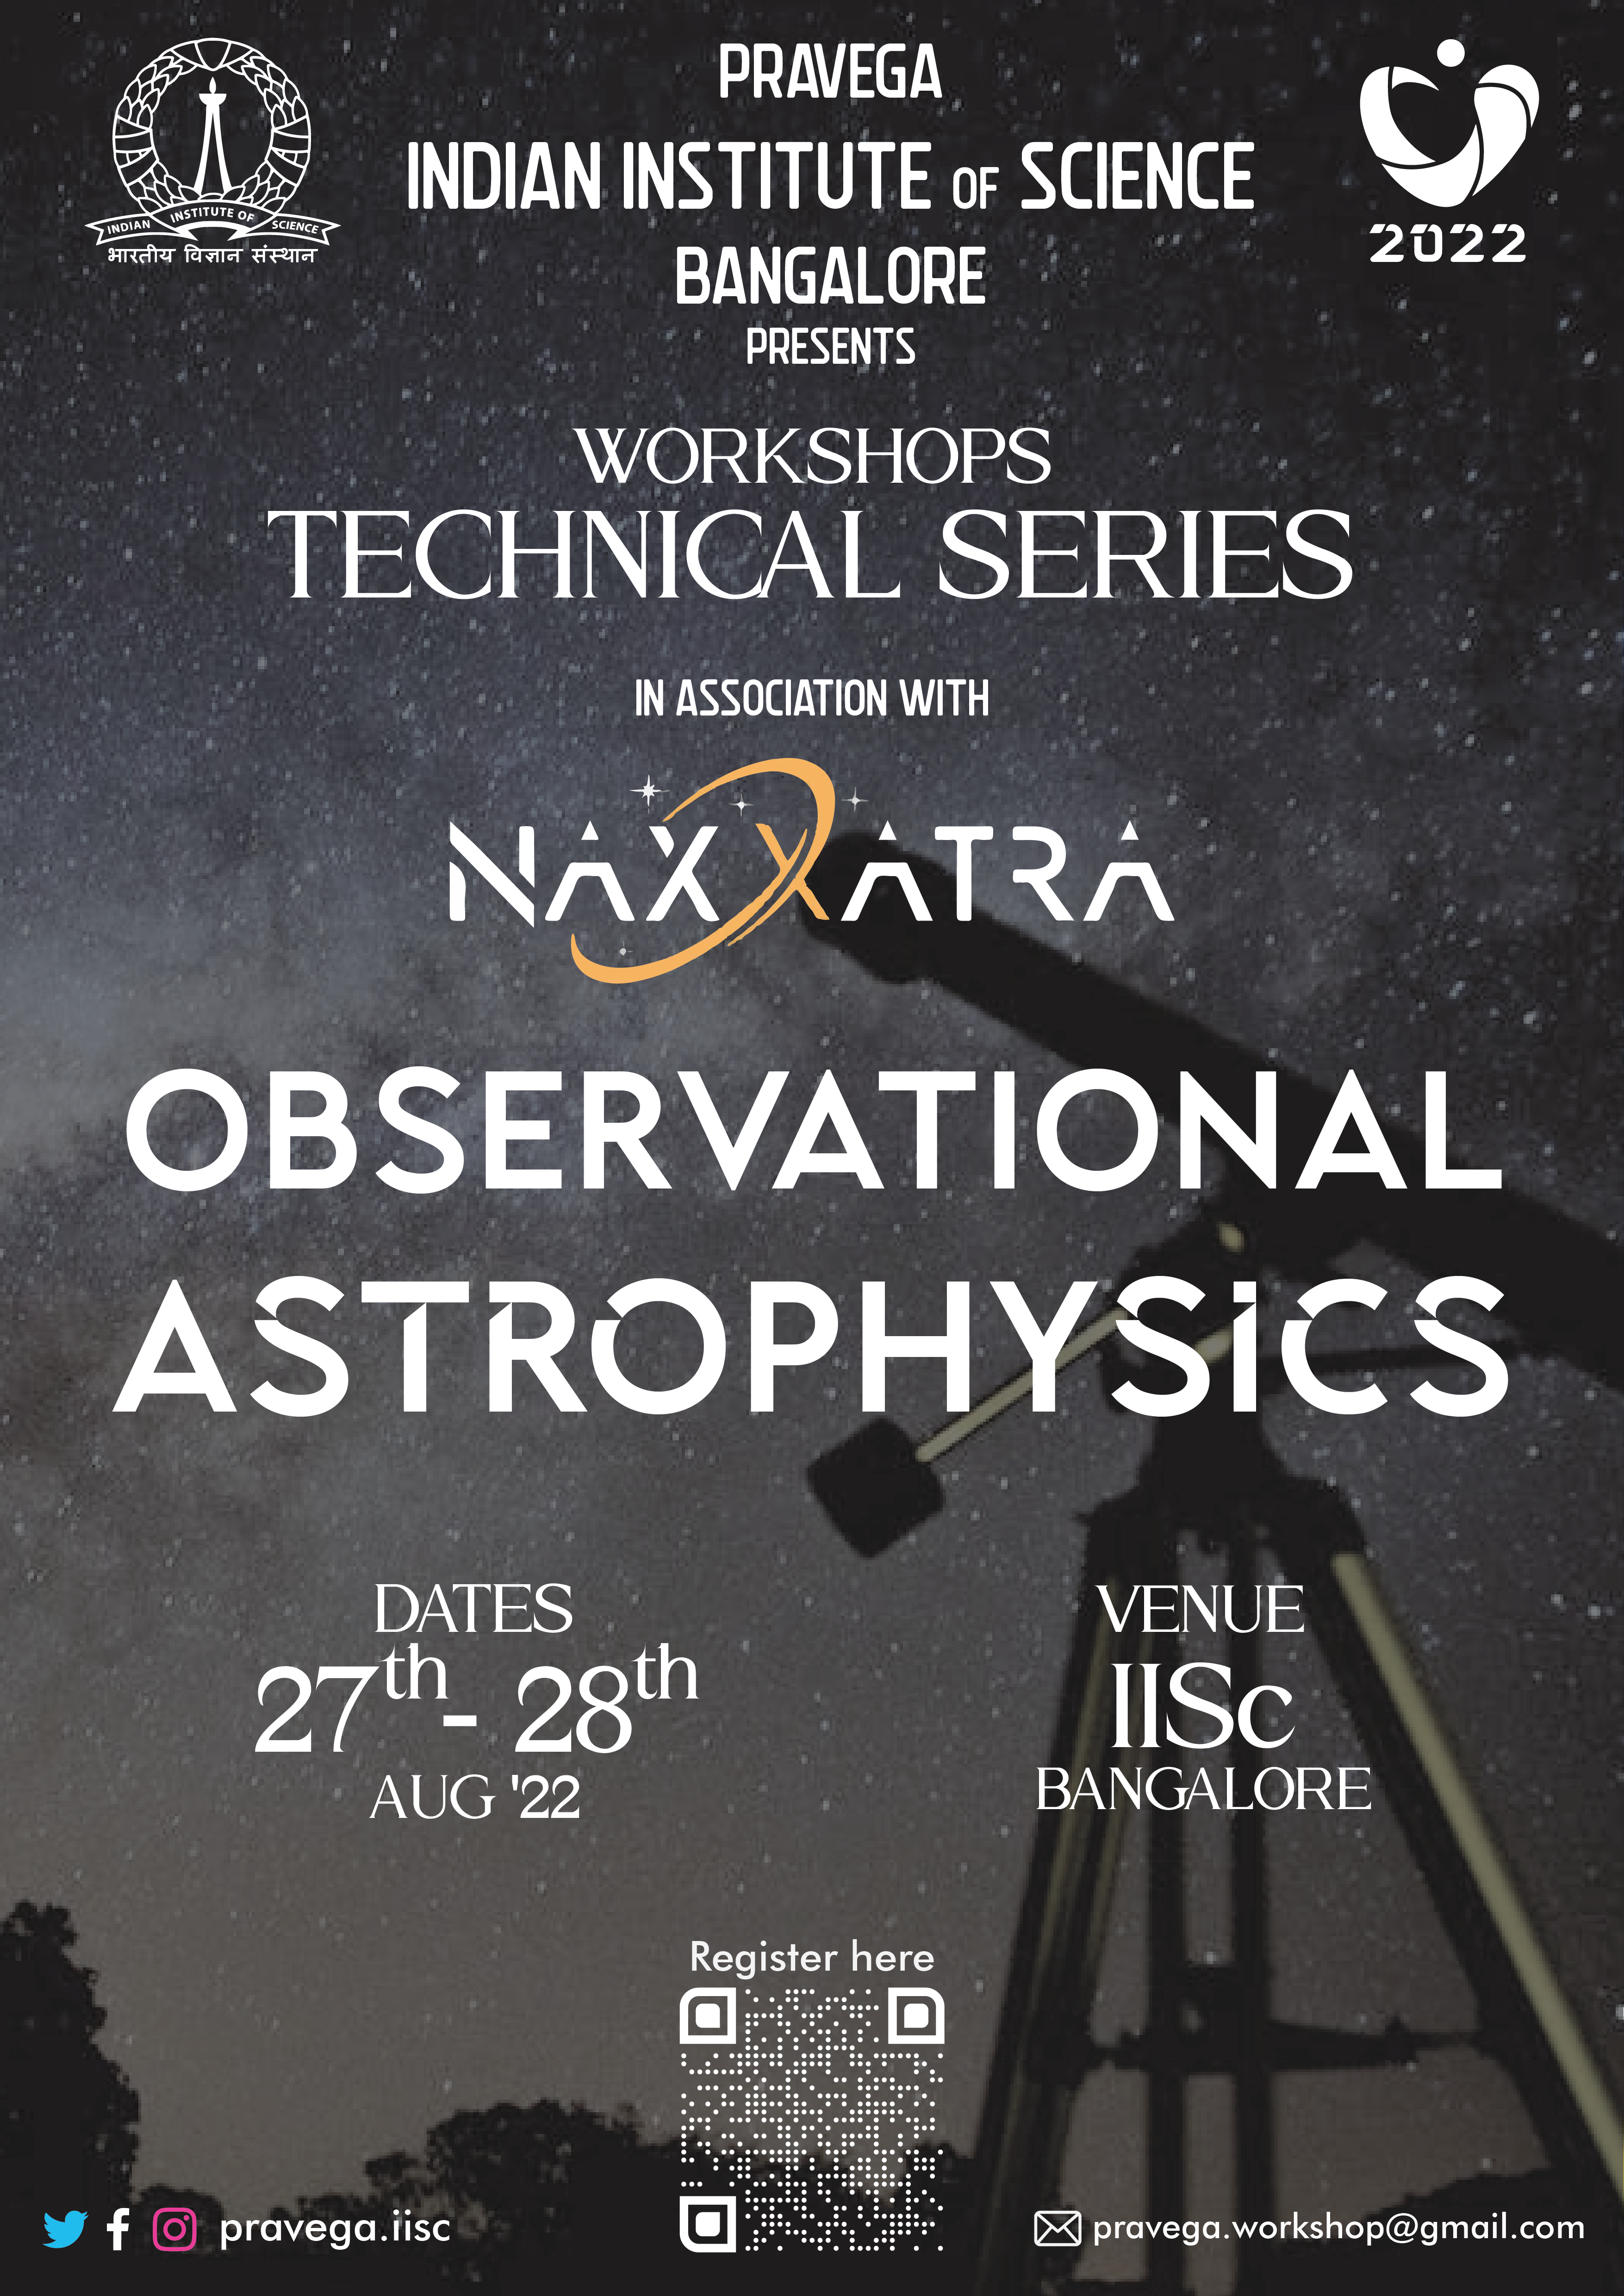 PRAVEGA
INDIAN INSTITUTE OF SCIENCE
BANGALORE
PRESENTS
INDIAN INSTITUTE OF SCIENCE
भारतीय विज्ञान संस्थान
2022
WORKSHOPS
TECHNICAL SERIES
IN ASSOCIATION WITH
NAXXATRA
OBSERVATIONAL
ASTROPHYSICS
DATES
27th - 28th
AUG '22
VENUE
IISc
BANGALORE
Register here
pravega.iisc
pravega.workshop@gmail.com